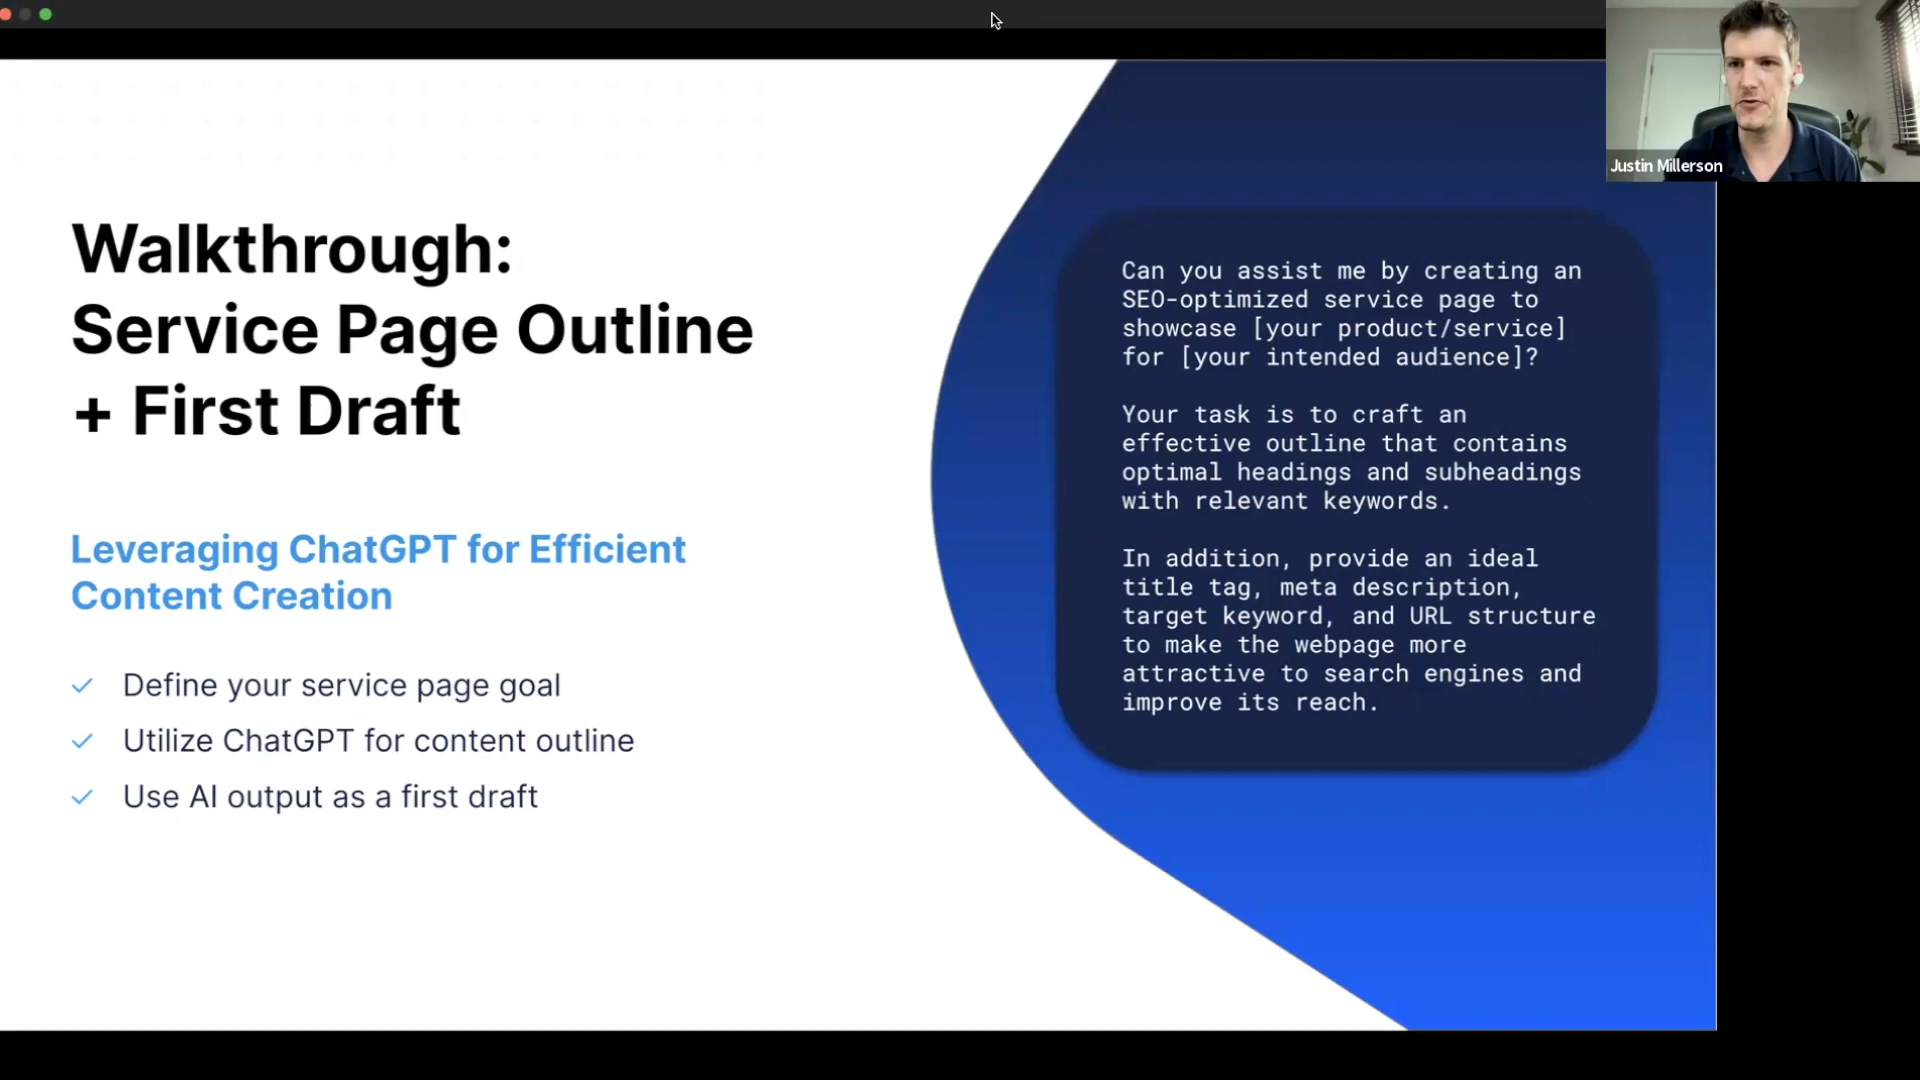 Justin Millerson
Walkthrough:
Service Page Outline
+ First Draft
Leveraging ChatGPT for Efficient
Content Creation
Define your service page goal
Utilize ChatGPT for content outline
Use AI output as a first draft
Can you assist me by creating an
SEO-optimized service page to
showcase [your product/service]
for [your intended audience]?
Your task is to craft an
effective outline that contains
optimal headings and subheadings
with relevant keywords.
In addition, provide an ideal
title tag, meta description,
target keyword, and URL structure
to make the webpage more
attractive to search engines and
improve its reach.